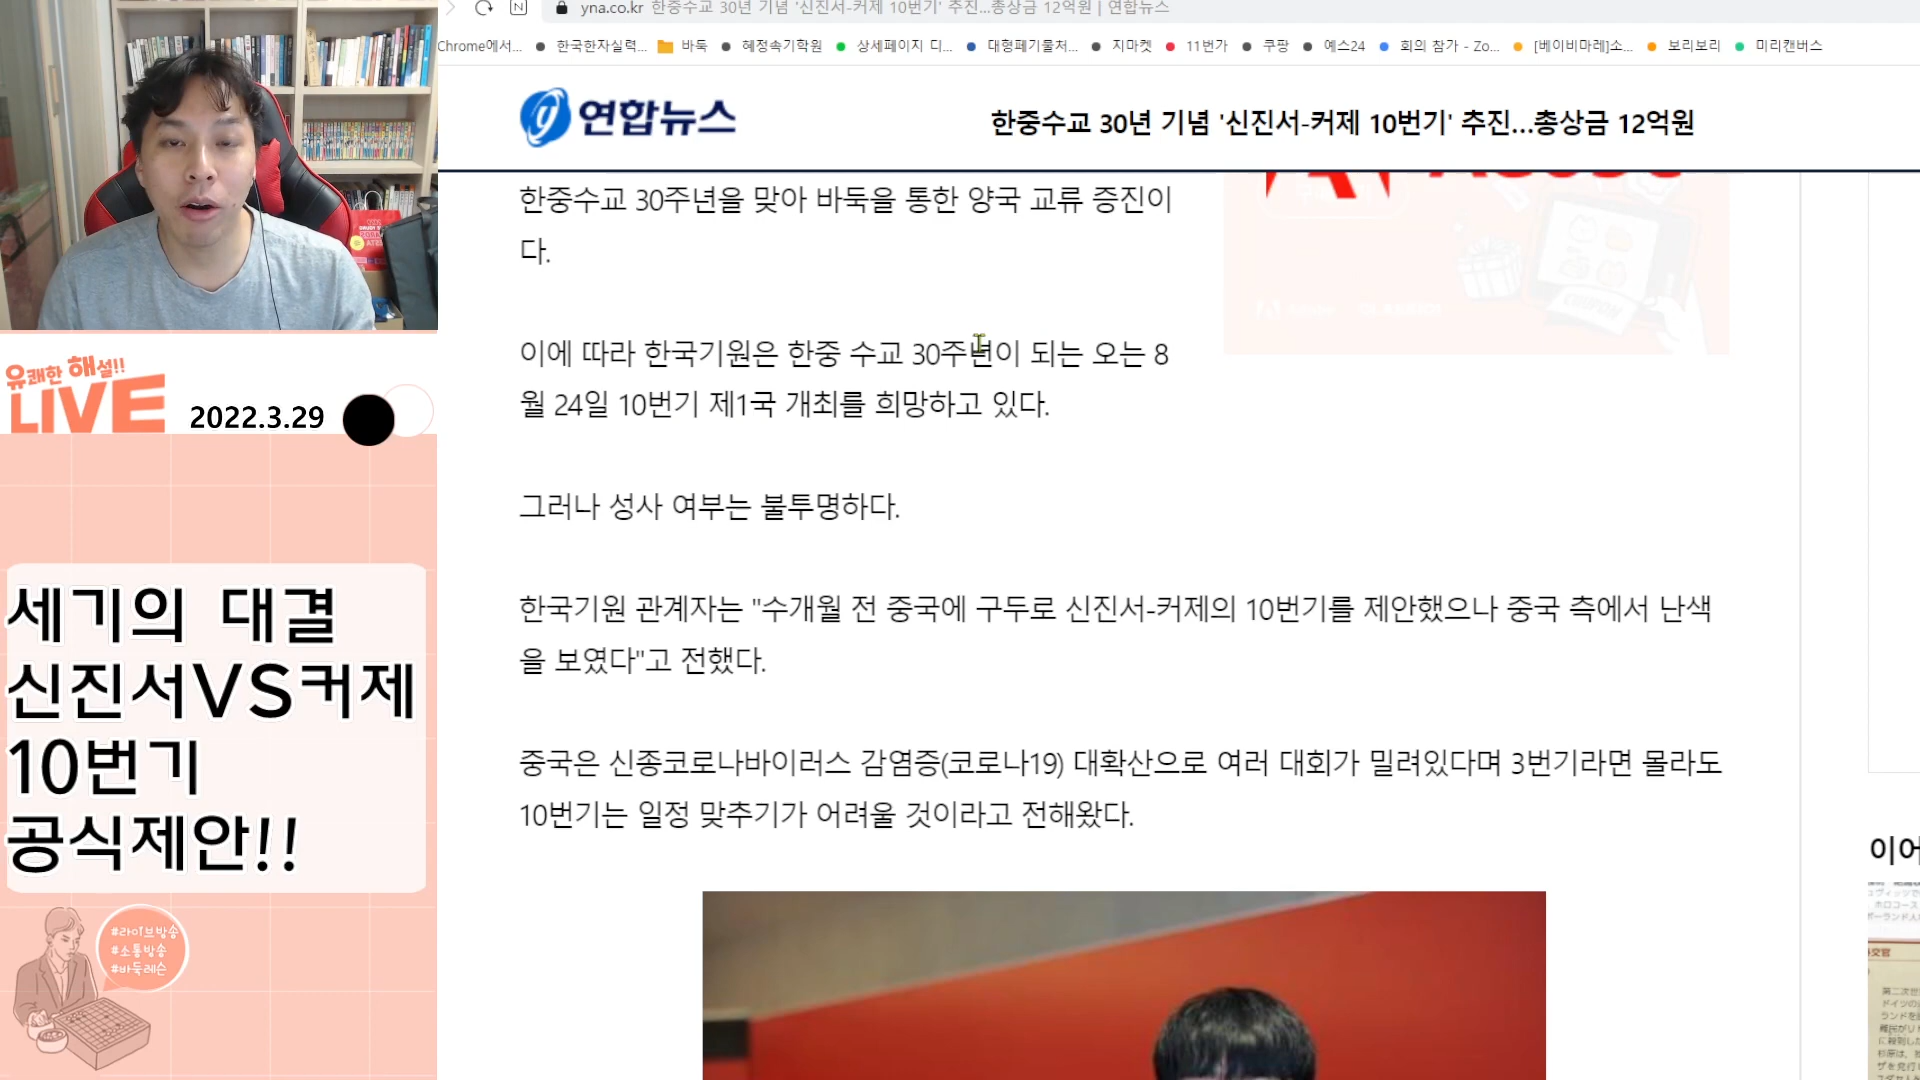 yna.co.kr 한중수교 30년 기념 '신진서-커제 10번기' 추진...총상금 12억원 | 연합뉴스
Chrome에서... 한국한자실력... 바둑 혜정속기학원 상세페이지 디... 대형폐기물처... 지마켓 11번가 쿠팡 예스24 회의 참가 - Zo... [베이비마레]소... 보리보리 미리캔버스
연합뉴스
한중수교 30년 기념 '신진서-커제 10번기' 추진...총상금 12억원
한중수교 30주년을 맞아 바둑을 통한 양국 교류 증진이
다.
이에 따라 한국기원은 한중 수교 30주년이 되는 오는 8
월 24일 10번기 제1국 개최를 희망하고 있다.
그러나 성사 여부는 불투명하다.
한국기원 관계자는 "수개월 전 중국에 구두로 신진서-커제의 10번기를 제안했으나 중국 측에서 난색
을 보였다"고 전했다.
중국은 신종코로나바이러스 감염증(코로나19) 대확산으로 여러 대회가 밀려있다며 3번기라면 몰라도
10번기는 일정 맞추기가 어려울 것이라고 전해왔다.
이어
유쾌한 해설!!
LIVE
2022.3.29
세기의 대결
신진서VS커제
10번기
공식제안!!
#라이브방송
#소통방송
#바둑레슨